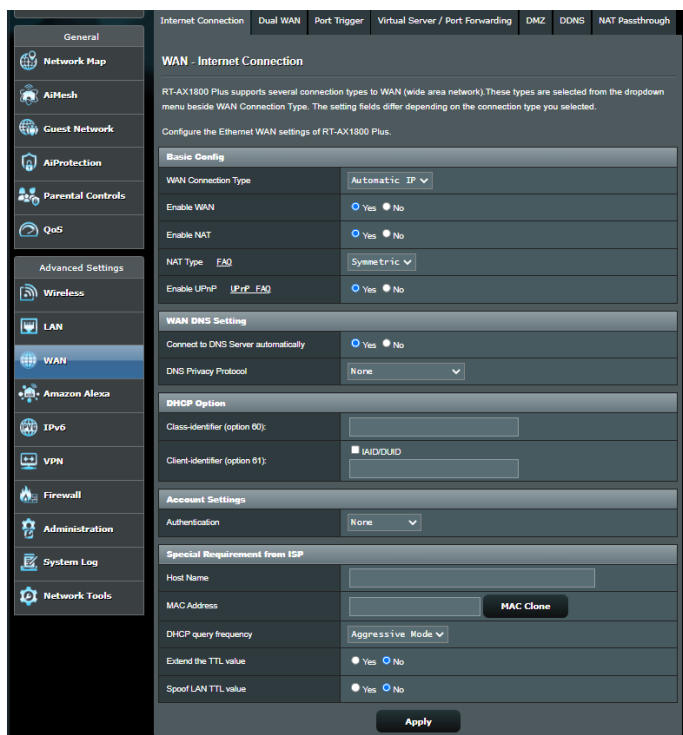 General
Network Map
AiMesh
Guest Network
AiProtection
Parental Controls
QoS
Advanced Settings
Wireless
LAN
WAN
Amazon Alexa
IPv6
VPN
Firewall
Administration
System Log
Network Tools
Internet Connection Dual WAN Port Trigger Virtual Server / Port Forwarding DMZ DDNS NAT Passthrough
WAN - Internet Connection
RT-AX1800 Plus supports several connection types to WAN (wide area network).These types are selected from the dropdown
menu beside WAN Connection Type. The setting fields differ depending on the connection type you selected.
Configure the Ethernet WAN settings of RT-AX1800 Plus.
Basic Config
WAN Connection Type Automatic IP
Enable WAN Yes No
Enable NAT Yes No
NAT Type FAQ Symmetric
Enable UPnP UPnP FAQ Yes No
WAN DNS Setting
Connect to DNS Server automatically Yes No
DNS Privacy Protocol None
DHCP Option
Class-identifier (option 60):
Client-identifier (option 61): IAID/DUID
Account Settings
Authentication None
Special Requirement from ISP
Host Name
MAC Address MAC Clone
DHCP query frequency Aggressive Mode
Extend the TTL value Yes No
Spoof LAN TTL value Yes No
Apply